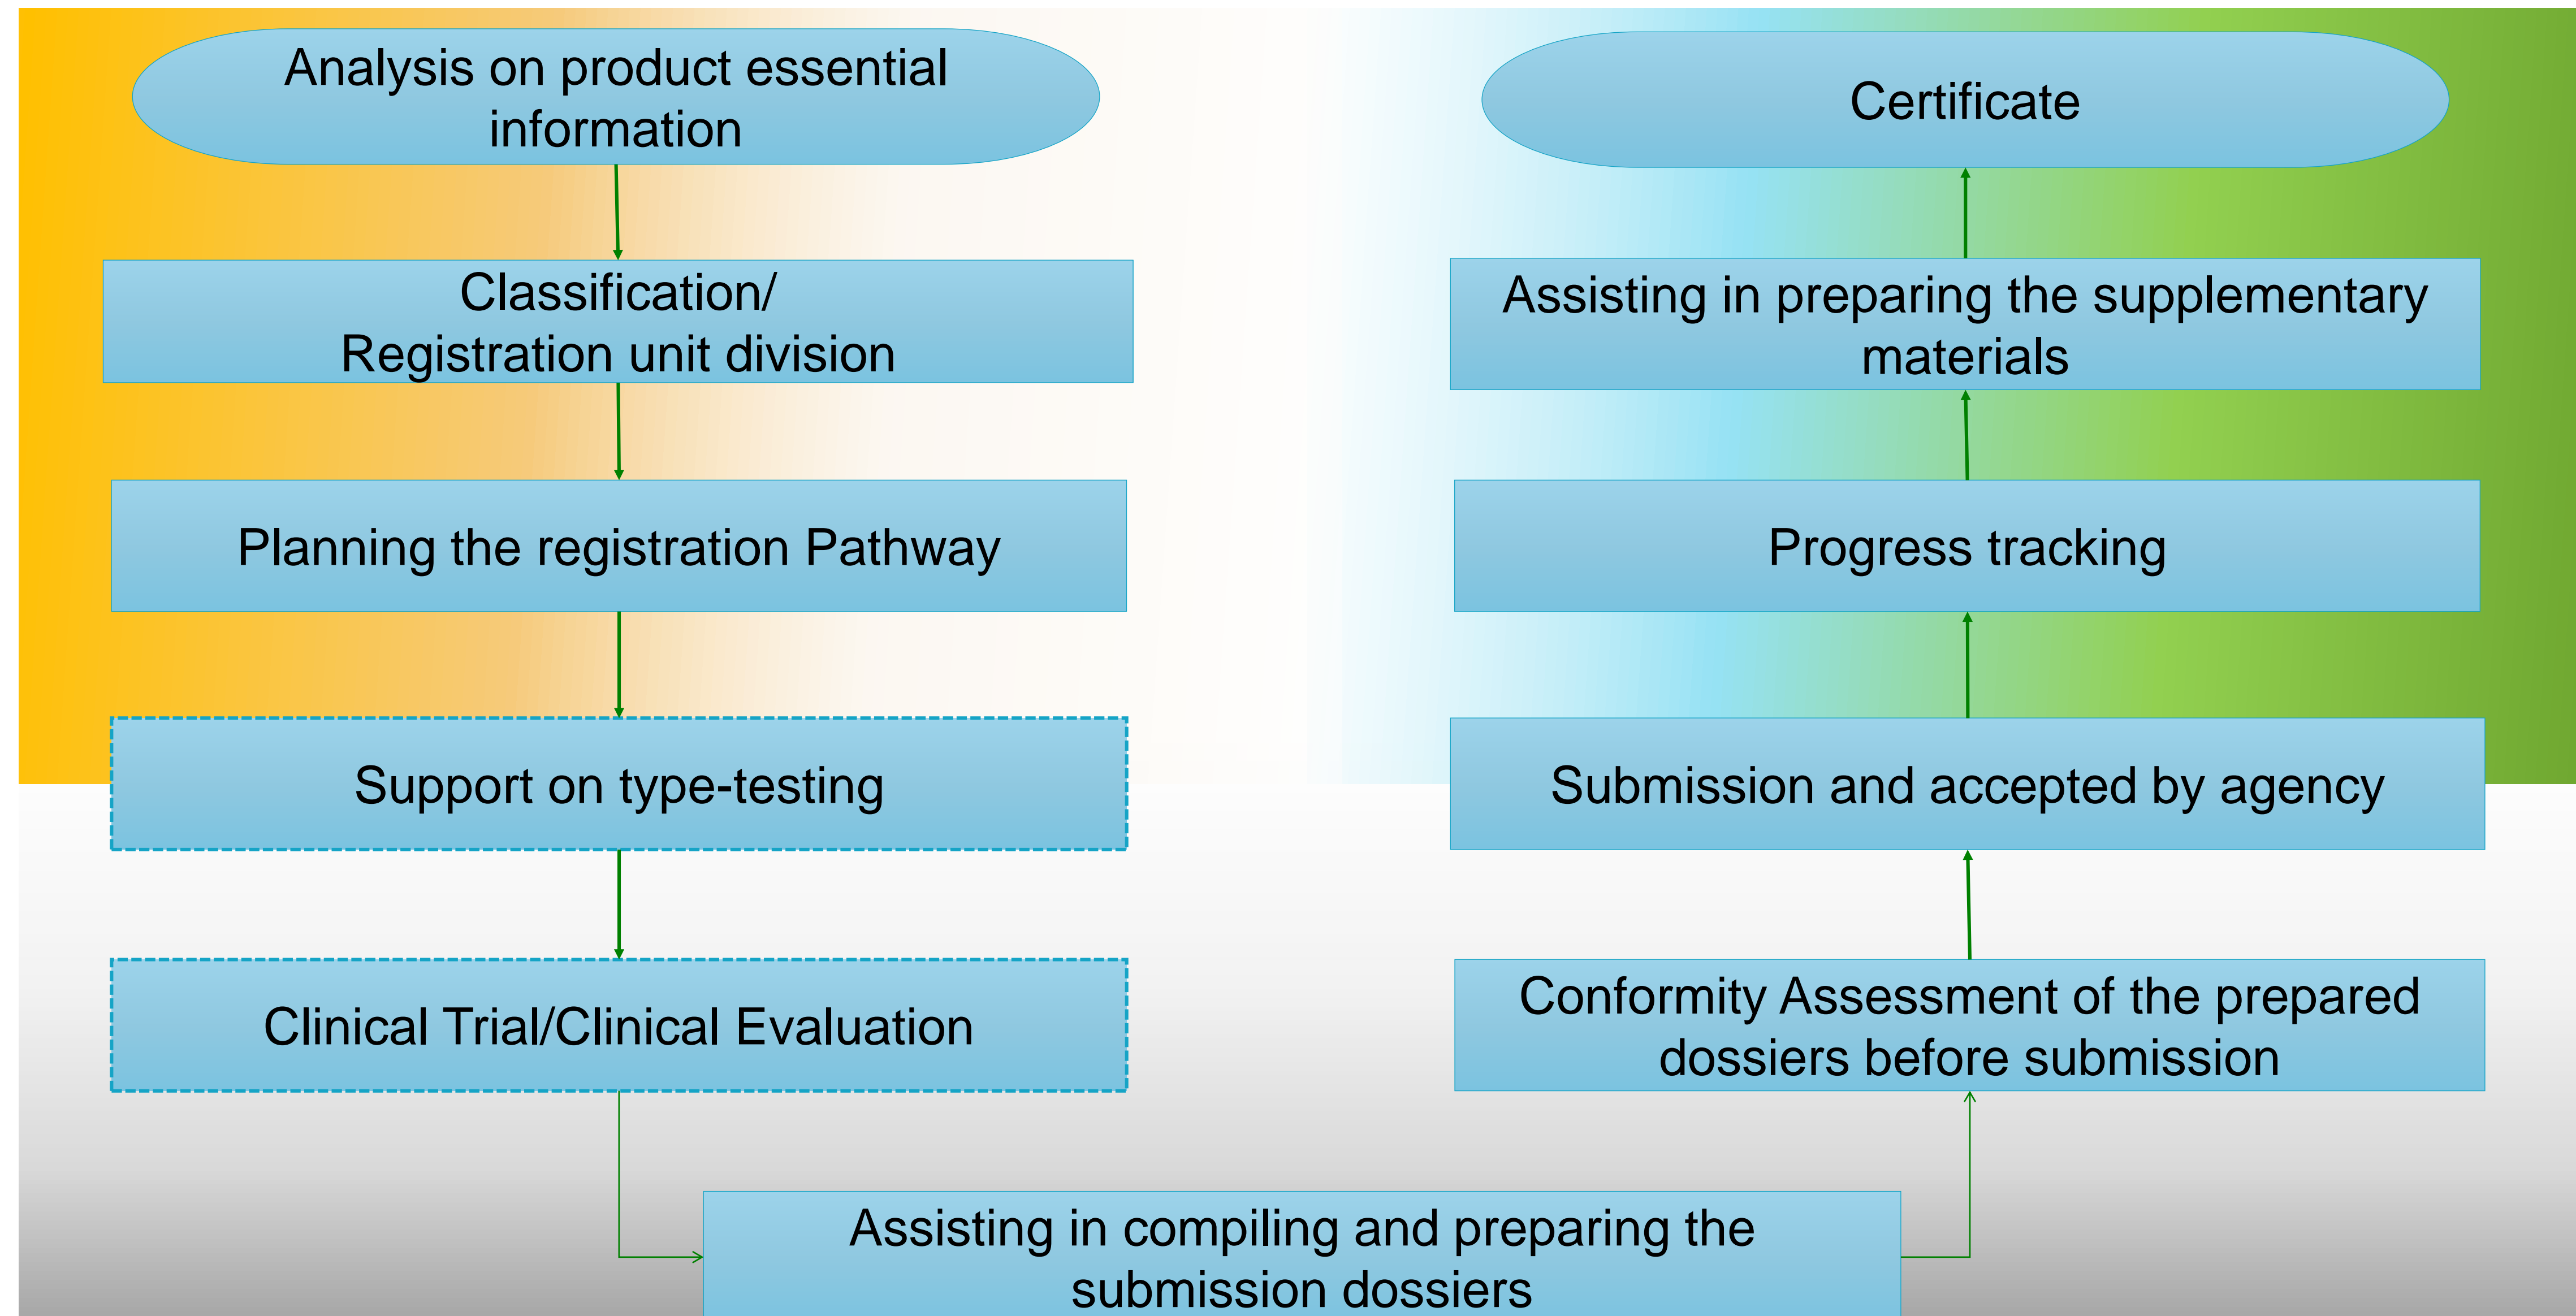 Analysis on product essential
information
Classification/
Registration unit division
Planning the registration Pathway
Support on type-testing
Clinical Trial/Clinical Evaluation
Assisting in compiling and preparing the
submission dossiers
Conformity Assessment of the prepared
dossiers before submission
Submission and accepted by agency
Progress tracking
Assisting in preparing the supplementary
materials
Certificate